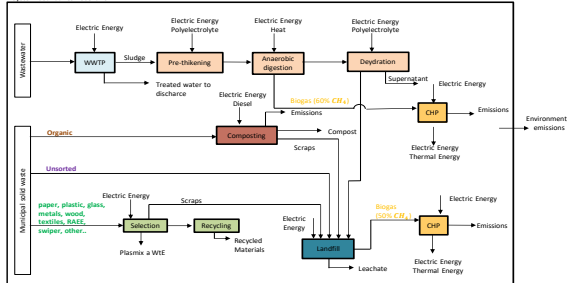 Electric Energy
Electric Energy
Polyelectrolyte
Electric Energy
Heat
Electric Energy
Polyelectrolyte
Wastewater
WWTP
Sludge
Pre-thikening
Anaerobic
digestion
Deydration
Treated water to
discharce
Supernatant
Electric Energy
Biogas (60% CH₄)
CHP
Emissions
Electric Energy
Thermal Energy
Environment
emissions
Municipal solid waste
Electric Energy
Diesel
Emissions
Organic
Composting
Compost
Scraps
Unsorted
paper, plastic, glass,
metals, wood,
textiles, RAEE,
swiper, other..
Electric Energy
Scraps
Selection
Recycling
Plasmix a WtE
Recycled
Materials
Electric
Energy
Landfill
Leachate
Biogas
(50% CH₄)
Electric Energy
CHP
Emissions
Electric Energy
Thermal Energy